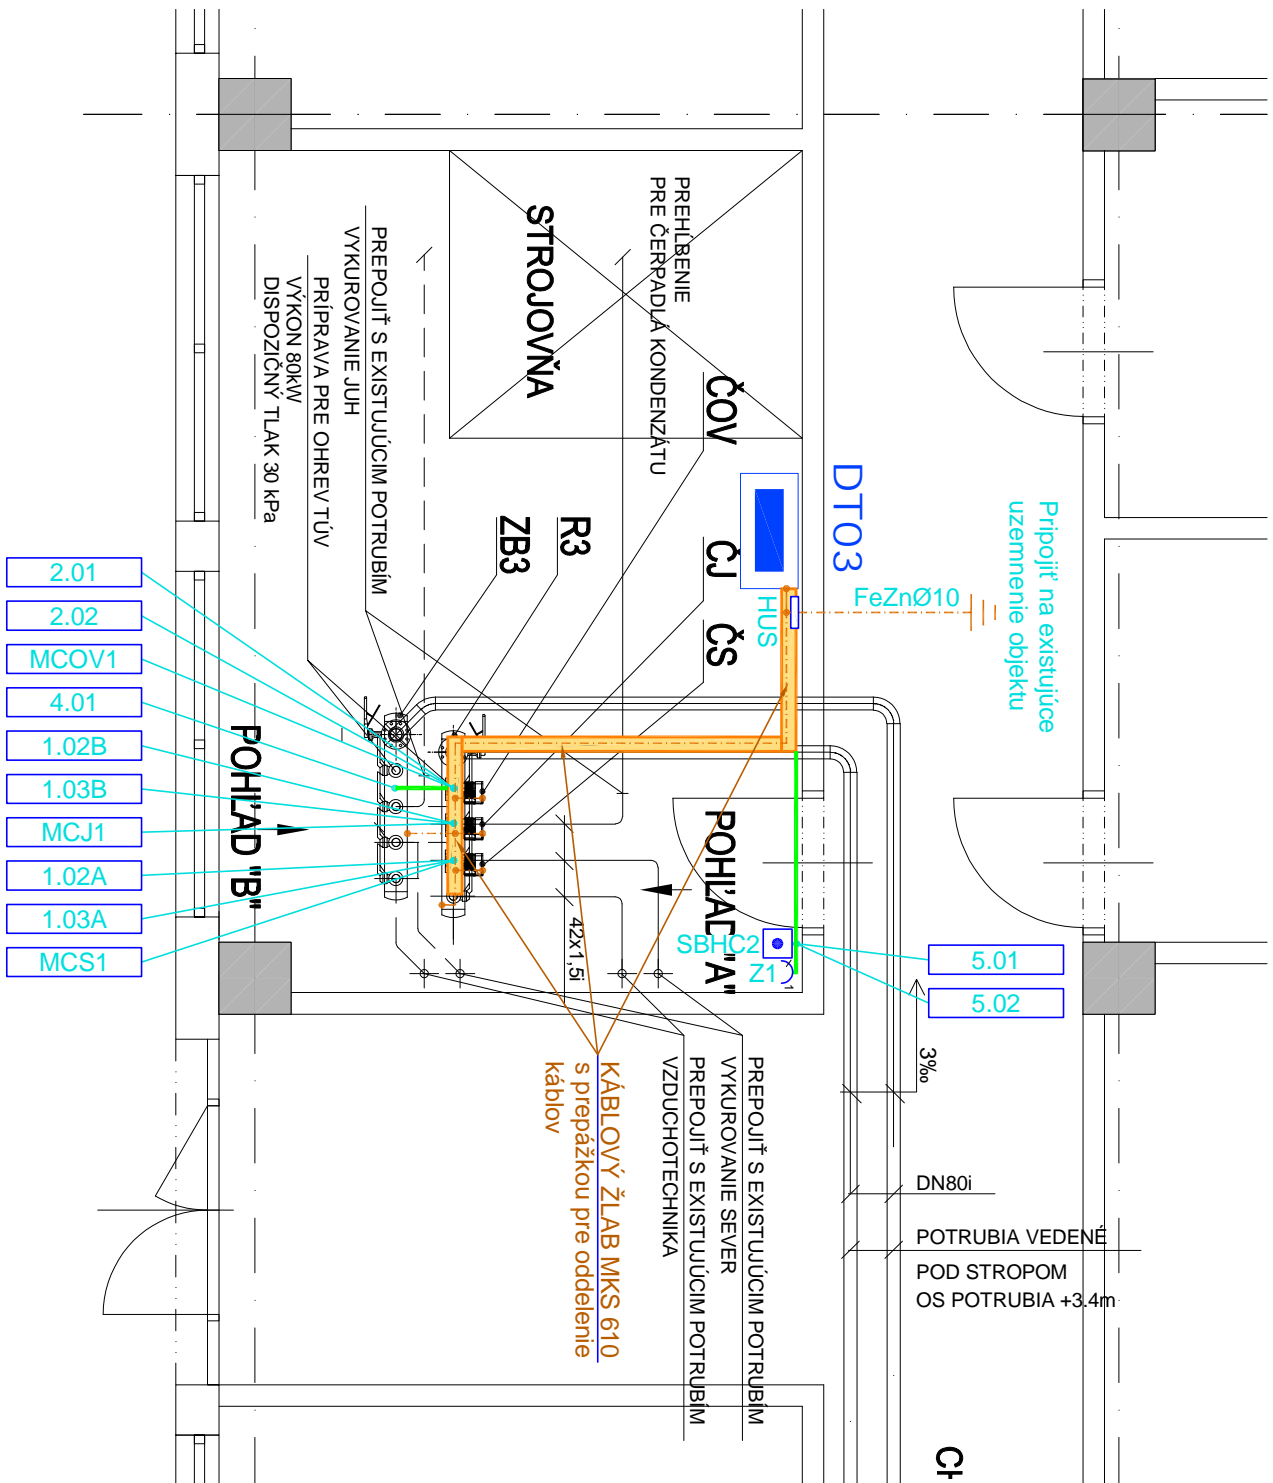 PREHĹBENIE
PRE ČERPADLÁ KONDENZÁTU
STROJOVŇA
PREPOJIŤ S EXISTUJÚCIM POTRUBÍM
VYKUROVANIE JUH
PRÍPRAVA PRE OHREV TÚV
VÝKON 80kW
DISPOZIČNÝ TLAK 30 kPa
ČOV
ČJ
ČS
R3
ZB3
DT03
HUS
FeZnØ10
Pripojiť na existujúce
uzemnenie objektu
2.01
2.02
MCOV1
4.01
1.02B
1.03B
MCJ1
1.02A
1.03A
MCS1
POHĽAD "B"
POHĽAD "A"
42x1,5i
SBHC2
Z1
1
5.01
5.02
3‰
KÁBLOVÝ ŽLAB MKS 610
s prepážkou pre oddelenie
káblov
PREPOJIŤ S EXISTUJÚCIM POTRUBÍM
VYKUROVANIE SEVER
PREPOJIŤ S EXISTUJÚCIM POTRUBÍM
VZDUCHOTECHNIKA
DN80i
POTRUBIA VEDENÉ
POD STROPOM
OS POTRUBIA +3.4m